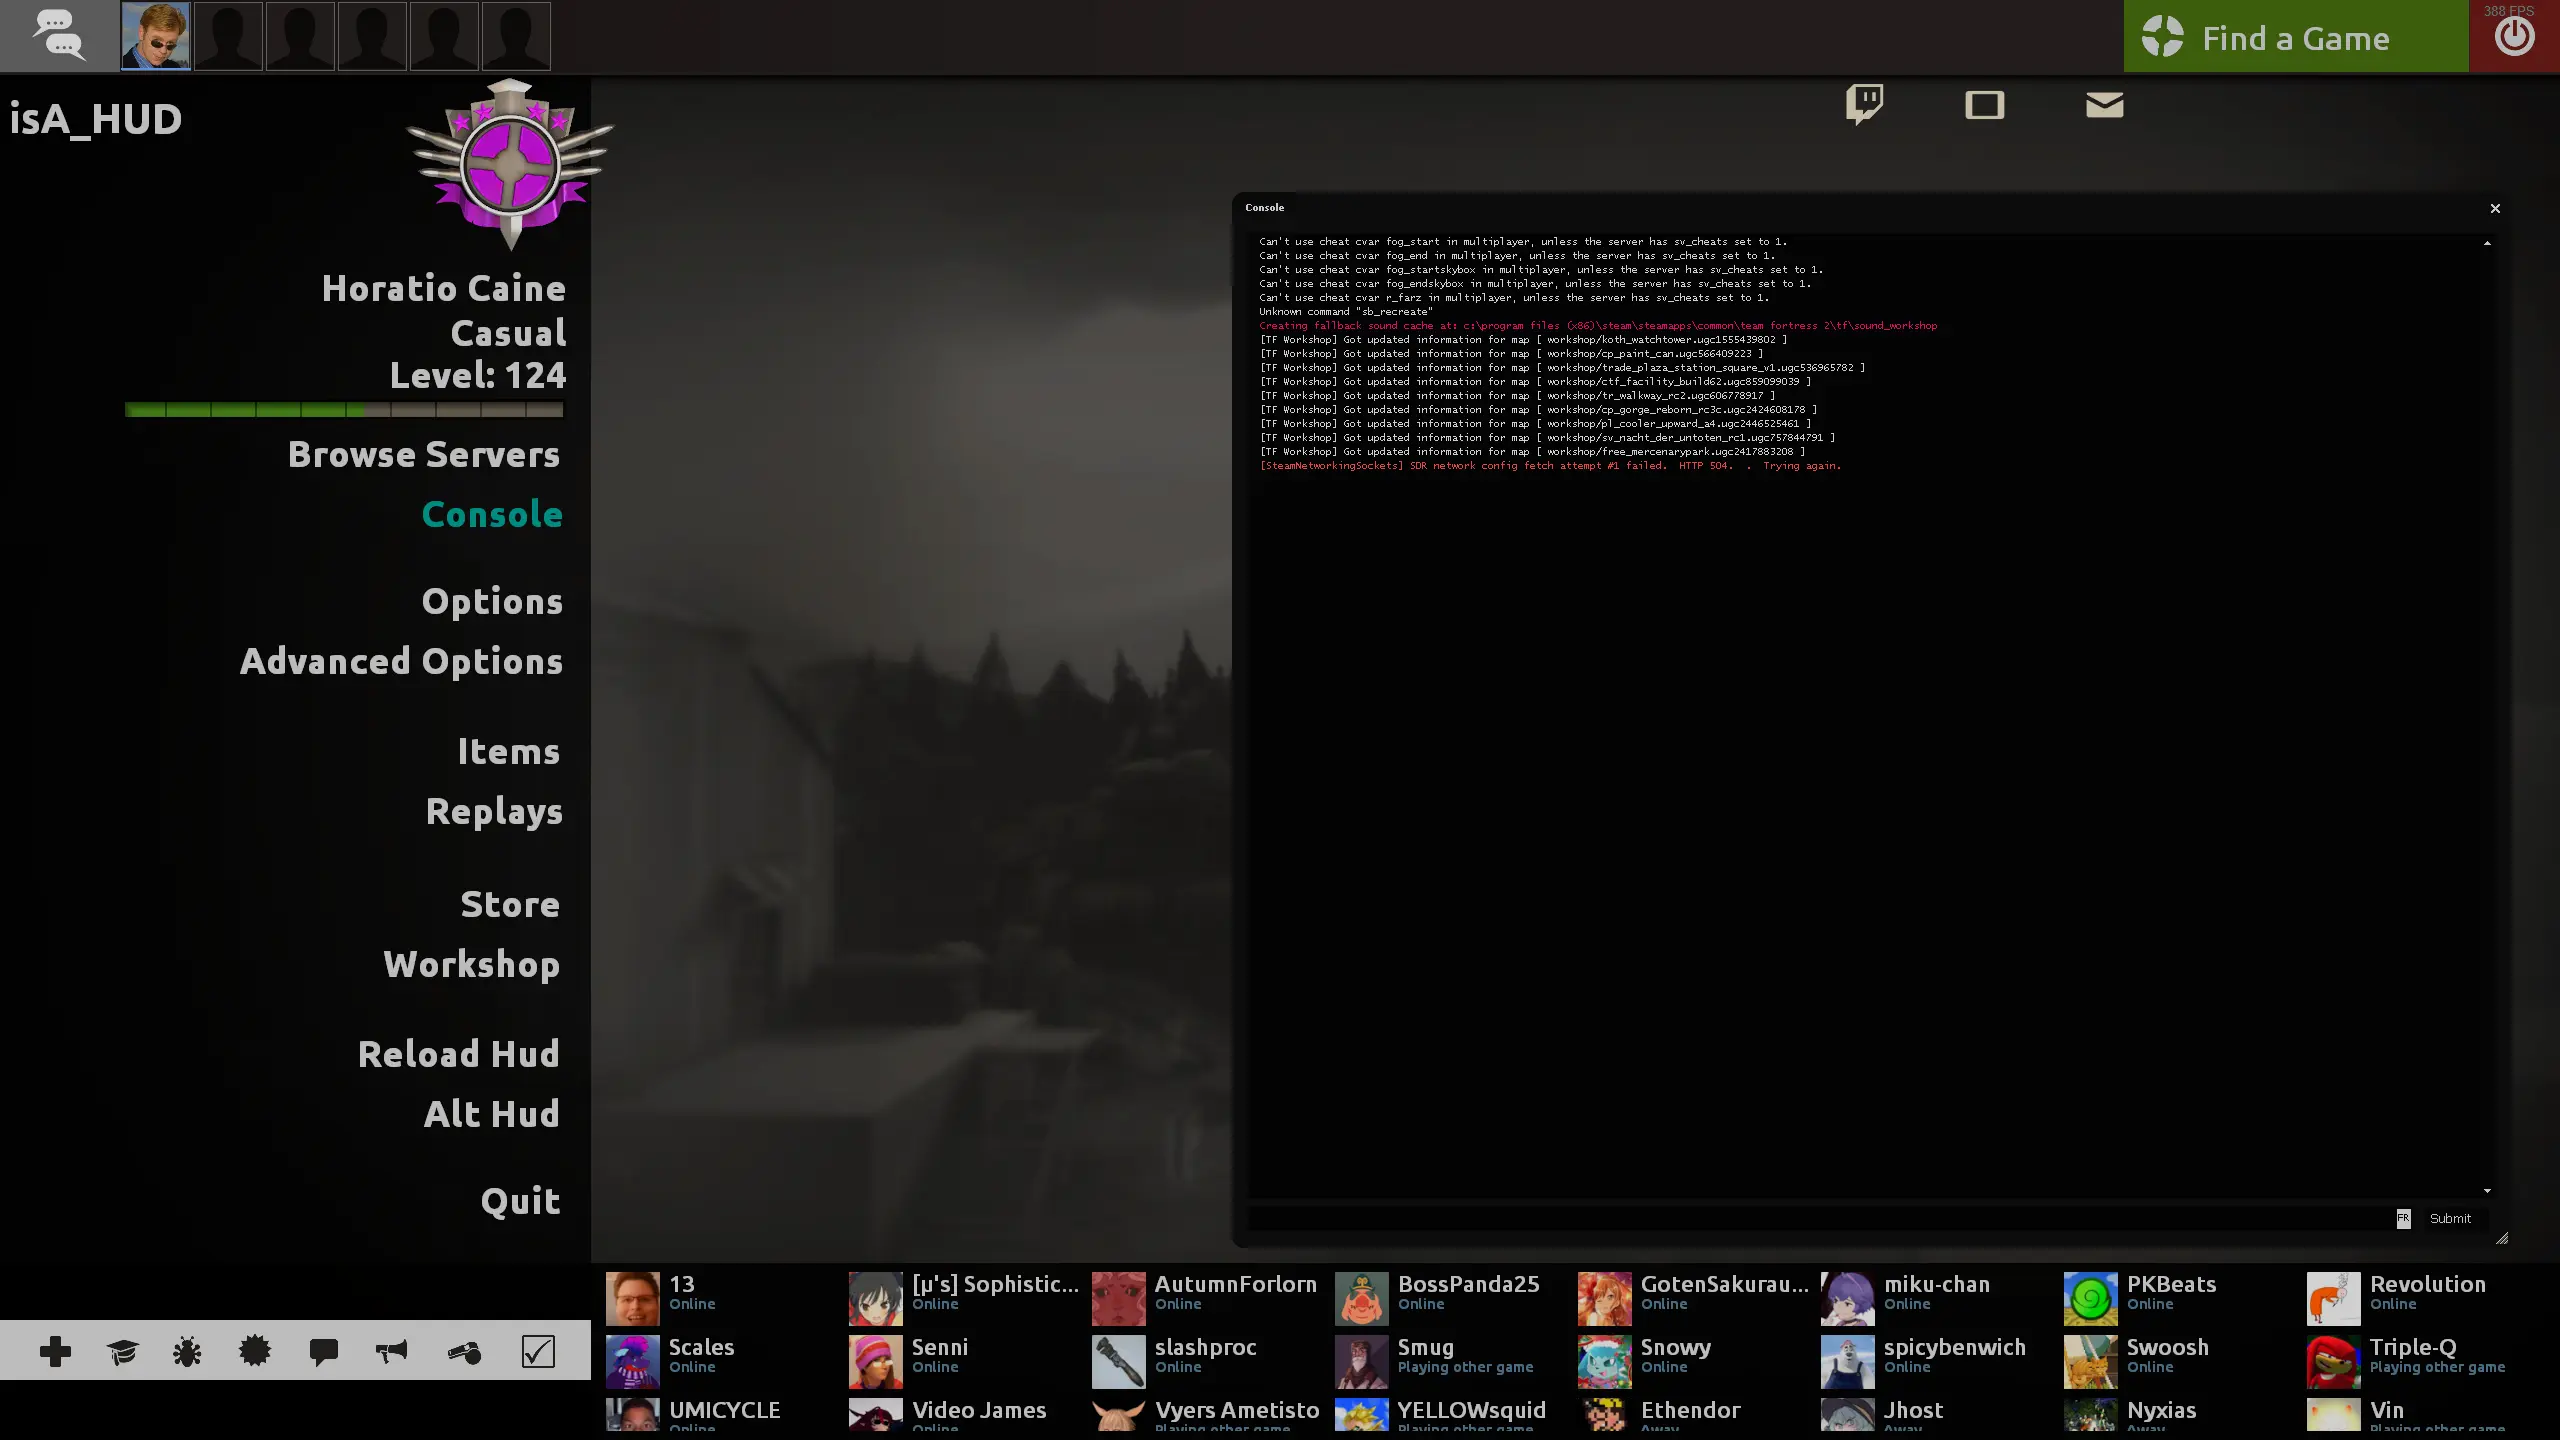 388 FPS
Find a Game
isA_HUD
Horatio Caine
Casual
Level: 124
Browse Servers
Console
Options
Advanced Options
Items
Replays
Store
Workshop
Reload Hud
Alt Hud
Quit
Console
Can't use cheat cvar fog_start in multiplayer, unless the server has sv_cheats set to 1.
Can't use cheat cvar fog_end in multiplayer, unless the server has sv_cheats set to 1.
Can't use cheat cvar fog_startskybox in multiplayer, unless the server has sv_cheats set to 1.
Can't use cheat cvar fog_endskybox in multiplayer, unless the server has sv_cheats set to 1.
Can't use cheat cvar r_farz in multiplayer, unless the server has sv_cheats set to 1.
Unknown command "sb_recreate"
Creating fallback sound cache at: c:\program files (x86)\steam\steamapps\common\team fortress 2\tf\sound_workshop
[TF Workshop] Got updated information for map [ workshop/koth_watchtower.ugc1555439802 ]
[TF Workshop] Got updated information for map [ workshop/cp_paint_can.ugc566409223 ]
[TF Workshop] Got updated information for map [ workshop/trade_plaza_station_square_v1.ugc536965782 ]
[TF Workshop] Got updated information for map [ workshop/ctf_facility_build62.ugc859099039 ]
[TF Workshop] Got updated information for map [ workshop/tr_walkway_rc2.ugc606778917 ]
[TF Workshop] Got updated information for map [ workshop/cp_gorge_reborn_rc3c.ugc2424608178 ]
[TF Workshop] Got updated information for map [ workshop/pl_cooler_upward_a4.ugc2446525461 ]
[TF Workshop] Got updated information for map [ workshop/sv_nacht_der_untoten_rc1.ugc757844791 ]
[TF Workshop] Got updated information for map [ workshop/free_mercenarypark.ugc2417883208 ]
[SteamNetworkingSockets] SDR network config fetch attempt #1 failed.  HTTP 504.  .  Trying again.
FR
Submit
13
Online
[μ's] Sophistic...
Online
AutumnForlorn
Online
BossPanda25
Online
GotenSakurau...
Online
miku-chan
Online
PKBeats
Online
Revolution
Online
Scales
Online
Senni
Online
slashproc
Online
Smug
Playing other game
Snowy
Online
spicybenwich
Online
Swoosh
Online
Triple-Q
Playing other game
UMICYCLE
Online
Video James
Online
Vyers Ametisto
Playing other game
YELLOWsquid
Playing other game
Ethendor
Away
Jhost
Away
Nyxias
Away
Vin
Playing other game